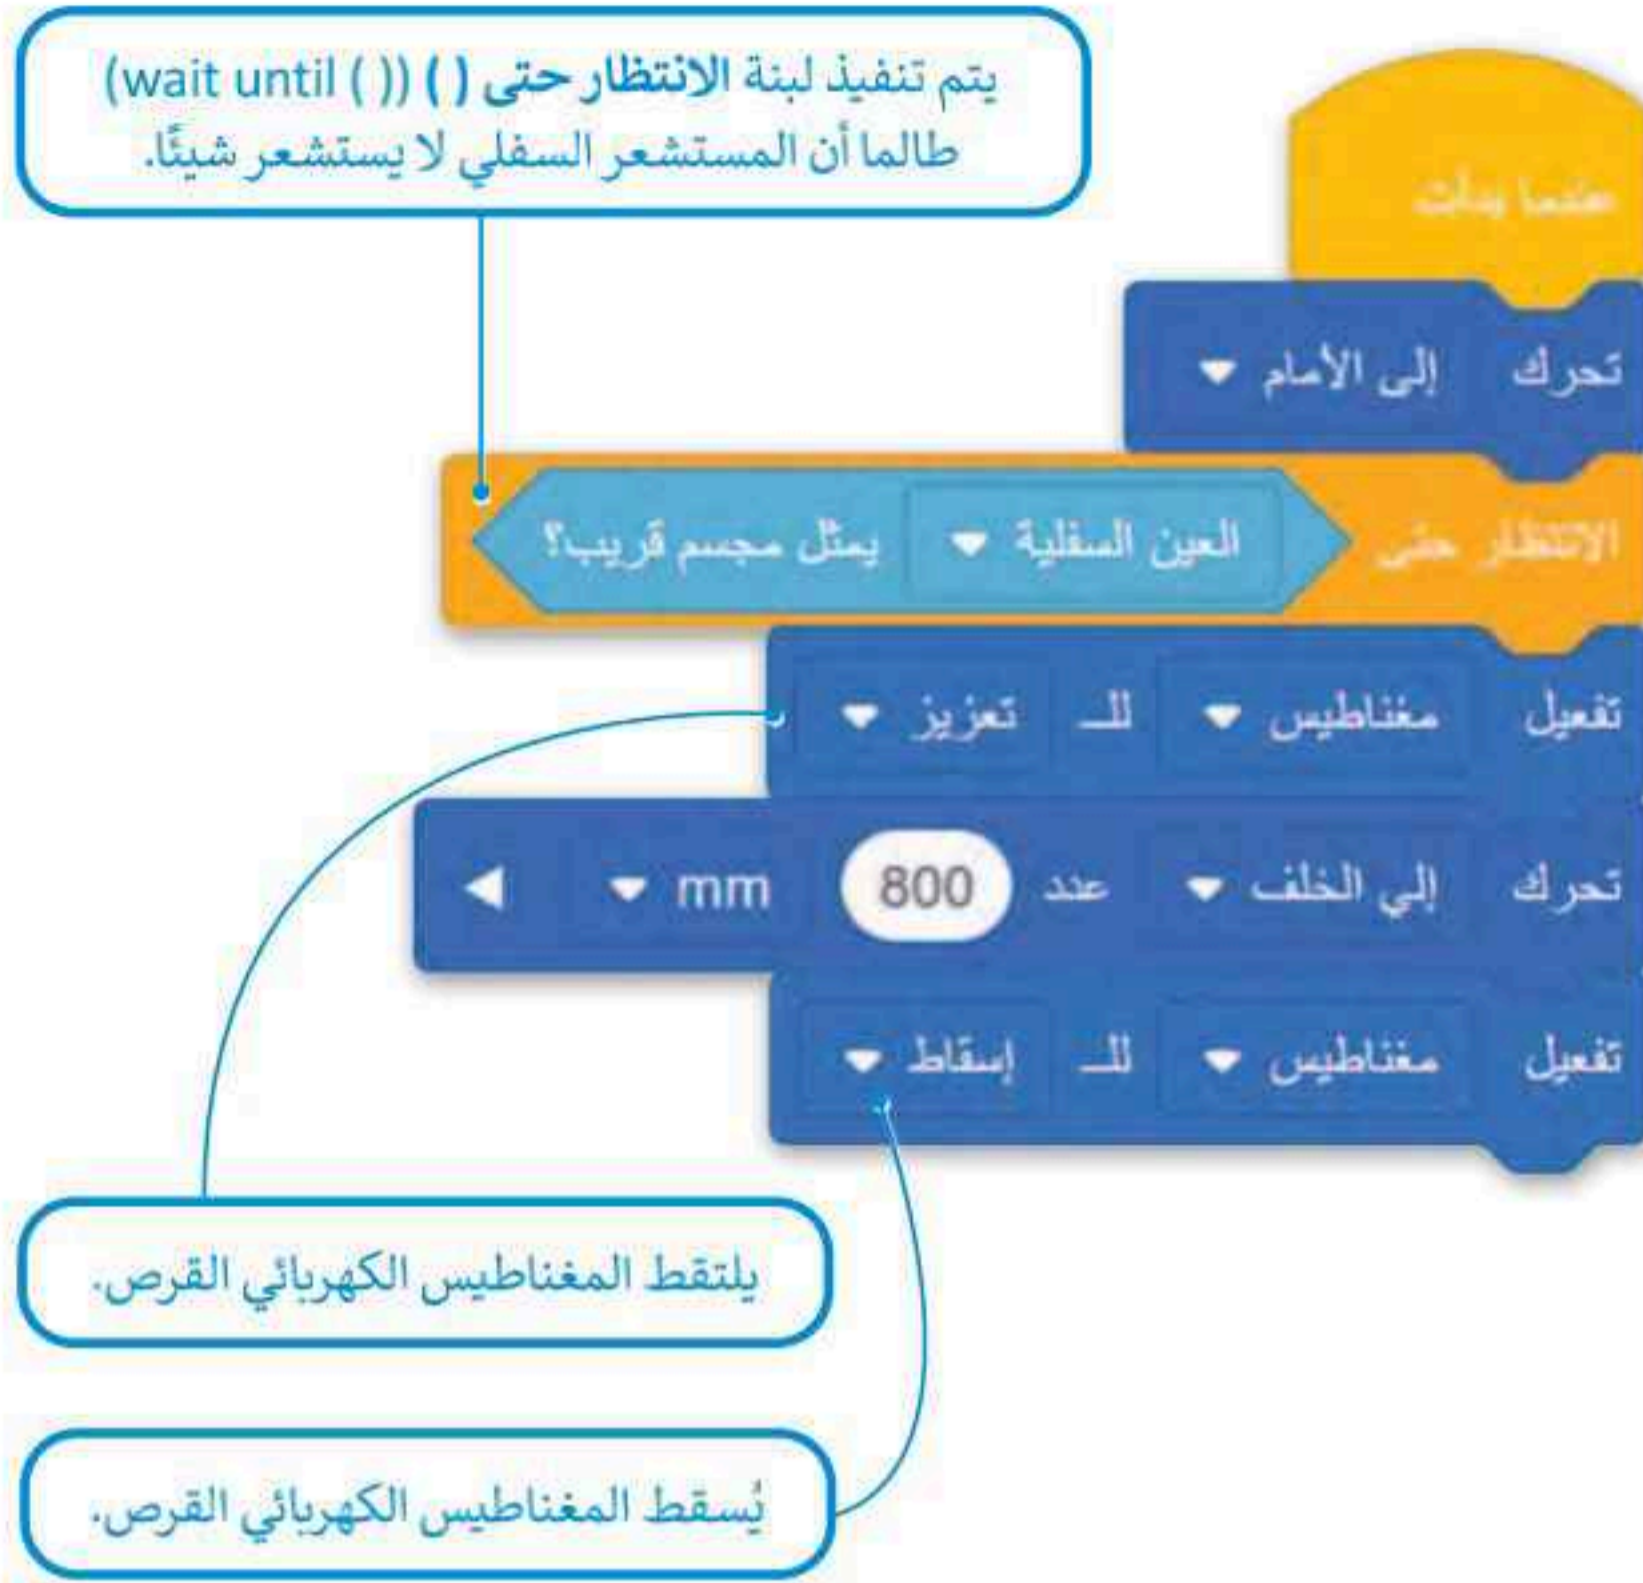 يتم تنفيذ لبنة الانتظار حتى ( ) (wait until ( ))
طالما أن المستشعر السفلي لا يستشعر شيئًا.
عندما بدأت
تحرك إلى الأمام
الانتظار حتى العين السفلية يمثل مجسم قريب؟
تفعيل مغناطيس للــ تعزيز
تحرك إلي الخلف عدد 800 mm
تفعيل مغناطيس للــ إسقاط
يلتقط المغناطيس الكهربائي القرص.
يُسقط المغناطيس الكهربائي القرص.